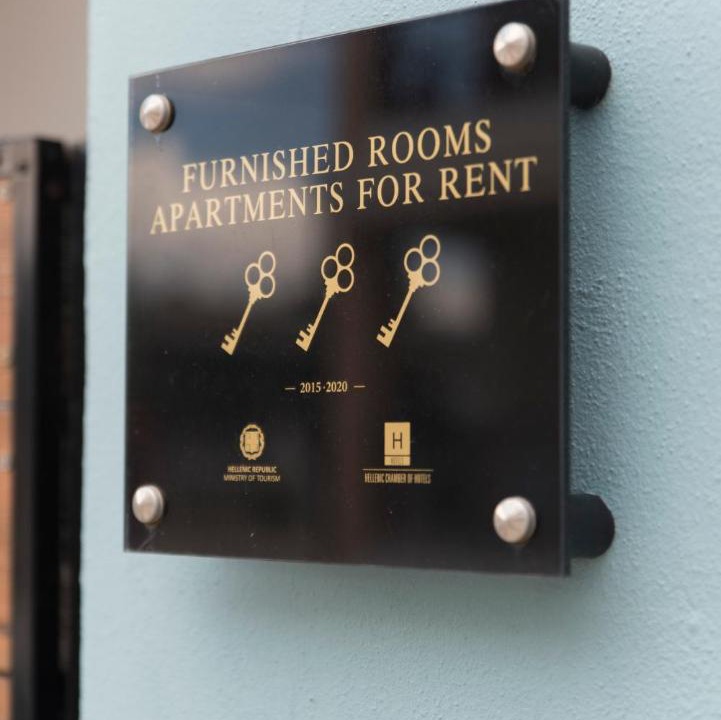 FURNISHED ROOMS
APARTMENTS FOR RENT
— 2015·2020 —
HELLENIC REPUBLIC
MINISTRY OF TOURISM
H
HELLENIC CHAMBER OF HOTELS